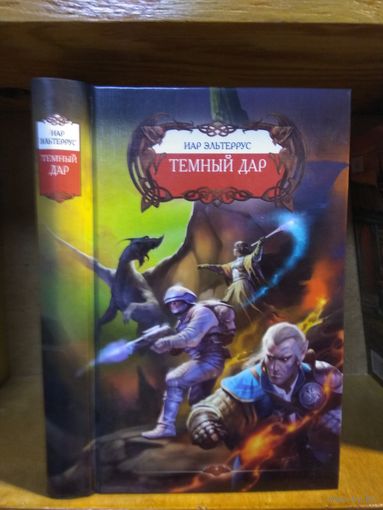 ИАР
ЭЛЬТЕРРУС
ТЕМНЫЙ
ДАР
ИАР ЭЛЬТЕРРУС
ТЕМНЫЙ ДАР